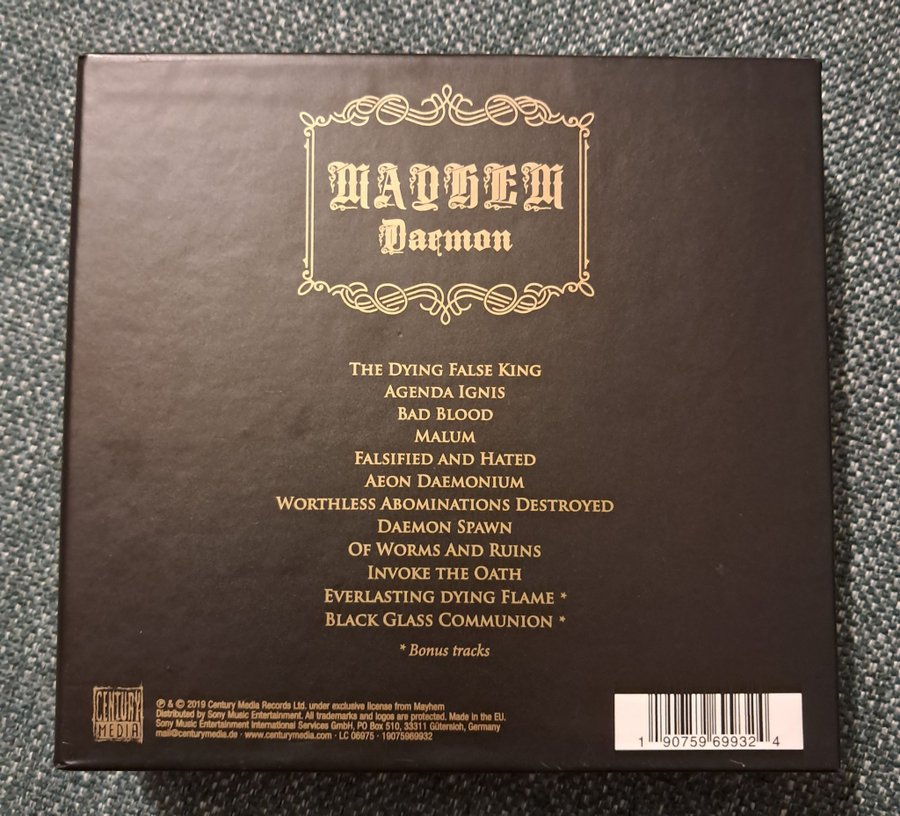 MAYHEM
Daemon
THE DYING FALSE KING
AGENDA IGNIS
BAD BLOOD
MALUM
FALSIFIED AND HATED
AEON DAEMONIUM
WORTHLESS ABOMINATIONS DESTROYED
DAEMON SPAWN
OF WORMS AND RUINS
INVOKE THE OATH
EVERLASTING DYING FLAME *
BLACK GLASS COMMUNION *
* Bonus tracks
CENTURY
MEDIA
℗ & © 2019 Century Media Records Ltd. under exclusive license from Mayhem
Distributed by Sony Music Entertainment. All trademarks and logos are protected. Made in the EU.
Sony Music Entertainment International Services GmbH, PO Box 510, 33311 Gütersloh, Germany
mail@centurymedia.de · www.centurymedia.com · LC 06975 · 19075969932
1 90759 69932 4